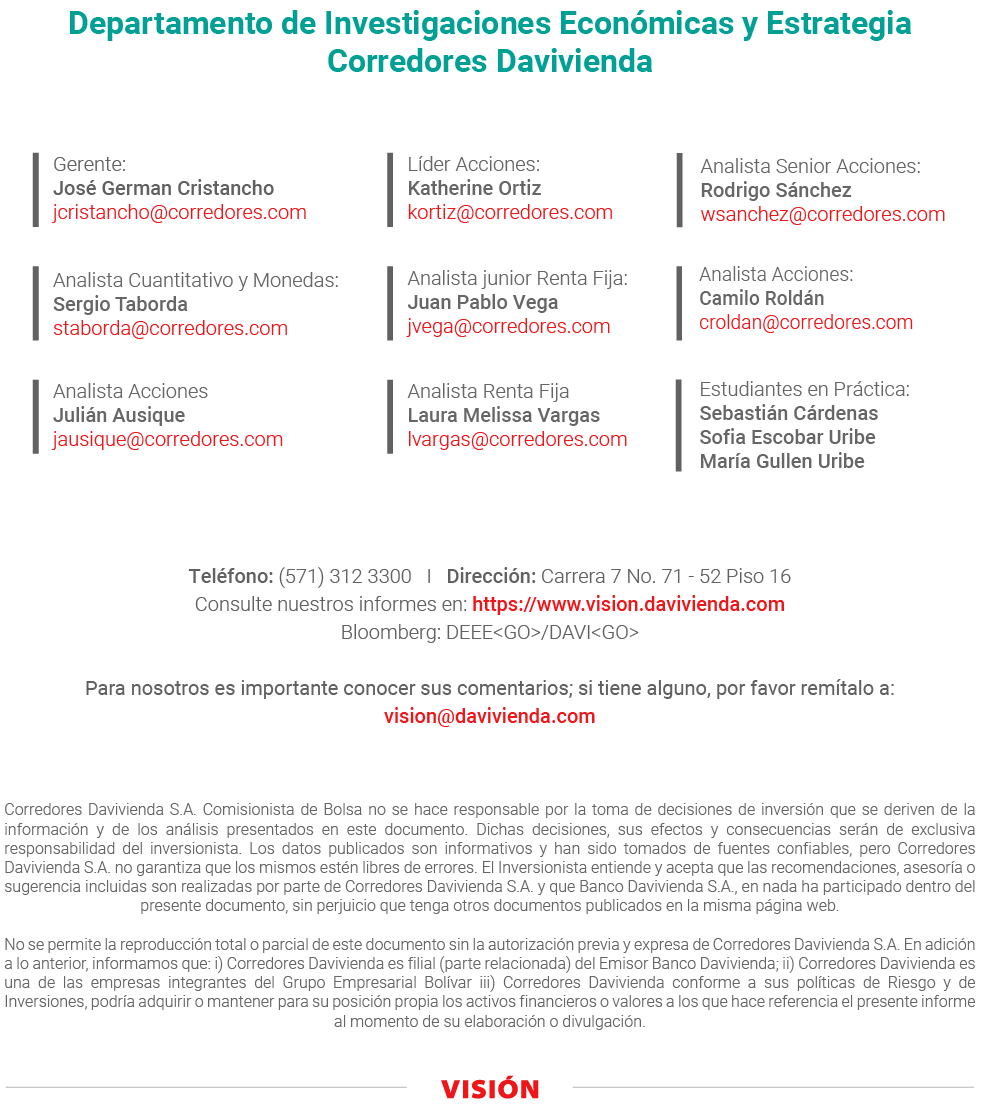 Departamento de Investigaciones Económicas y Estrategia
Corredores Davivienda
Gerente:
José German Cristancho
jcristancho@corredores.com
Líder Acciones:
Katherine Ortiz
kortiz@corredores.com
Analista Senior Acciones:
Rodrigo Sánchez
wsanchez@corredores.com
Analista Cuantitativo y Monedas:
Sergio Taborda
staborda@corredores.com
Analista junior Renta Fija:
Juan Pablo Vega
jvega@corredores.com
Analista Acciones:
Camilo Roldán
croldan@corredores.com
Analista Acciones
Julián Ausique
jausique@corredores.com
Analista Renta Fija
Laura Melissa Vargas
lvargas@corredores.com
Estudiantes en Práctica:
Sebastián Cárdenas
Sofia Escobar Uribe
María Gullen Uribe
Teléfono: (571) 312 3300 I Dirección: Carrera 7 No. 71 - 52 Piso 16
Consulte nuestros informes en: https://www.vision.davivienda.com
Bloomberg: DEEE<GO>/DAVI<GO>
Para nosotros es importante conocer sus comentarios; si tiene alguno, por favor remítalo a:
vision@davivienda.com
Corredores Davivienda S.A. Comisionista de Bolsa no se hace responsable por la toma de decisiones de inversión que se deriven de la
información y de los análisis presentados en este documento. Dichas decisiones, sus efectos y consecuencias serán de exclusiva
responsabilidad del inversionista. Los datos publicados son informativos y han sido tomados de fuentes confiables, pero Corredores
Davivienda S.A. no garantiza que los mismos estén libres de errores. El Inversionista entiende y acepta que las recomendaciones, asesoría o
sugerencia incluidas son realizadas por parte de Corredores Davivienda S.A. y que Banco Davivienda S.A., en nada ha participado dentro del
presente documento, sin perjuicio que tenga otros documentos publicados en la misma página web.
No se permite la reproducción total o parcial de este documento sin la autorización previa y expresa de Corredores Davivienda S.A. En adición
a lo anterior, informamos que: i) Corredores Davivienda es filial (parte relacionada) del Emisor Banco Davivienda; ii) Corredores Davivienda es
una de las empresas integrantes del Grupo Empresarial Bolívar iii) Corredores Davivienda conforme a sus políticas de Riesgo y de
Inversiones, podría adquirir o mantener para su posición propia los activos financieros o valores a los que hace referencia el presente informe
al momento de su elaboración o divulgación.
VISIÓN